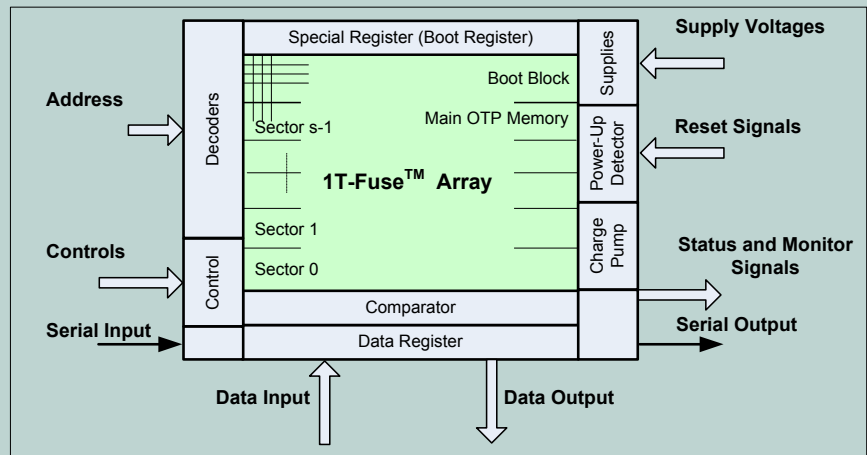 Special Register (Boot Register)
Supply Voltages
Supplies
Boot Block
Address
Decoders
Sector s-1
Main OTP Memory
Reset Signals
Power-Up
Detector
1T-Fuse™ Array
Sector 1
Controls
Control
Sector 0
Charge
Pump
Status and Monitor
Signals
Comparator
Serial Input
Data Register
Serial Output
Data Input
Data Output